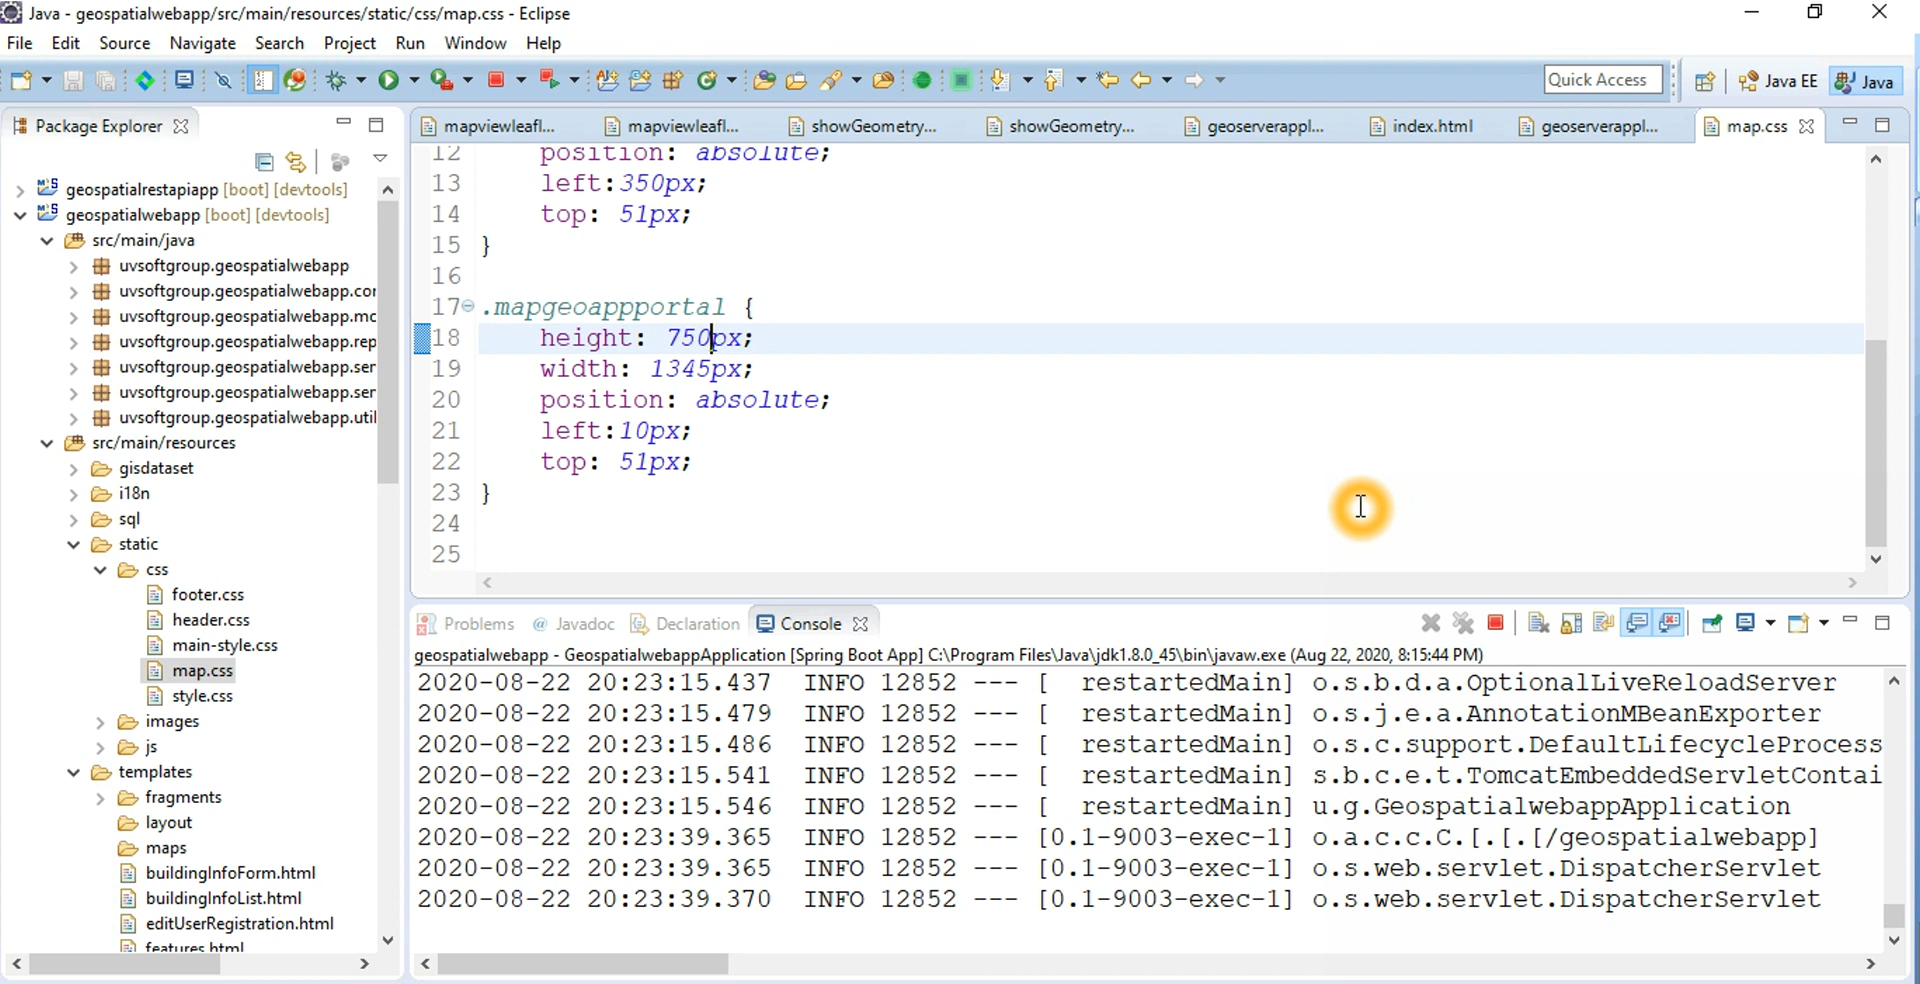 Java - geospatialwebapp/src/main/resources/static/css/map.css - Eclipse
File Edit Source Navigate Search Project Run Window Help
Quick Access Java EE Java
Package Explorer
geospatialrestapiapp [boot] [devtools]
geospatialwebapp [boot] [devtools]
src/main/java
uvsoftgroup.geospatialwebapp
uvsoftgroup.geospatialwebapp.cor
uvsoftgroup.geospatialwebapp.mc
uvsoftgroup.geospatialwebapp.rep
uvsoftgroup.geospatialwebapp.ser
uvsoftgroup.geospatialwebapp.ser
uvsoftgroup.geospatialwebapp.util
src/main/resources
gisdataset
i18n
sql
static
css
footer.css
header.css
main-style.css
map.css
style.css
images
js
templates
fragments
layout
maps
buildingInfoForm.html
buildingInfoList.html
editUserRegistration.html
features.html
mapviewleafl... mapviewleafl... showGeometry... showGeometry... geoserverappl... index.html geoserverappl... map.css
12 position: absolute;
13 left:350px;
14 top: 51px;
15 }
16
17 .mapgeoappportal {
18 height: 750px;
19 width: 1345px;
20 position: absolute;
21 left:10px;
22 top: 51px;
23 }
24
25
Problems @ Javadoc Declaration Console
geospatialwebapp - GeospatialwebappApplication [Spring Boot App] C:\Program Files\Java\jdk1.8.0_45\bin\javaw.exe (Aug 22, 2020, 8:15:44 PM)
2020-08-22 20:23:15.437 INFO 12852 --- [ restartedMain] o.s.b.d.a.OptionalLiveReloadServer
2020-08-22 20:23:15.479 INFO 12852 --- [ restartedMain] o.s.j.e.a.AnnotationMBeanExporter
2020-08-22 20:23:15.486 INFO 12852 --- [ restartedMain] o.s.c.support.DefaultLifecycleProcess
2020-08-22 20:23:15.541 INFO 12852 --- [ restartedMain] s.b.c.e.t.TomcatEmbeddedServletContai
2020-08-22 20:23:15.546 INFO 12852 --- [ restartedMain] u.g.GeospatialwebappApplication
2020-08-22 20:23:39.365 INFO 12852 --- [0.1-9003-exec-1] o.a.c.c.C.[.[.[/geospatialwebapp]
2020-08-22 20:23:39.365 INFO 12852 --- [0.1-9003-exec-1] o.s.web.servlet.DispatcherServlet
2020-08-22 20:23:39.370 INFO 12852 --- [0.1-9003-exec-1] o.s.web.servlet.DispatcherServlet